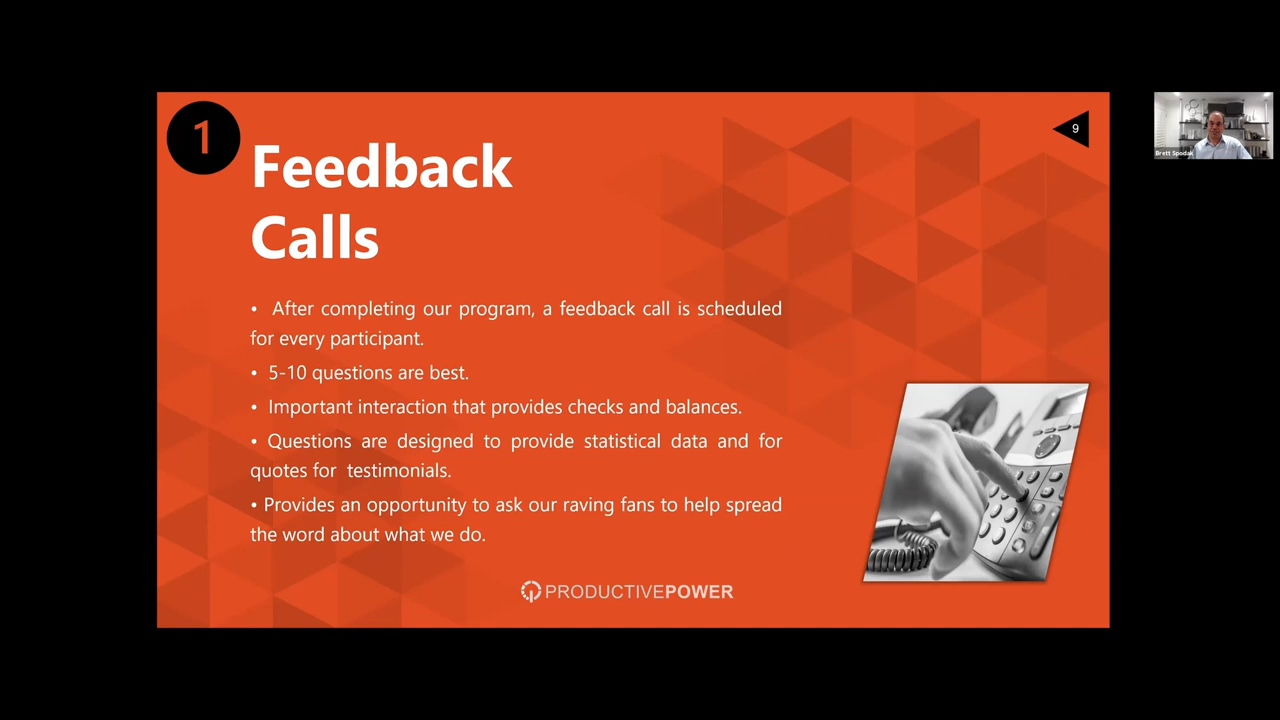 1
9
Feedback
Calls
• After completing our program, a feedback call is scheduled
for every participant.
• 5-10 questions are best.
• Important interaction that provides checks and balances.
• Questions are designed to provide statistical data and for
quotes for testimonials.
• Provides an opportunity to ask our raving fans to help spread
the word about what we do.
PRODUCTIVEPOWER
Brett Spodak